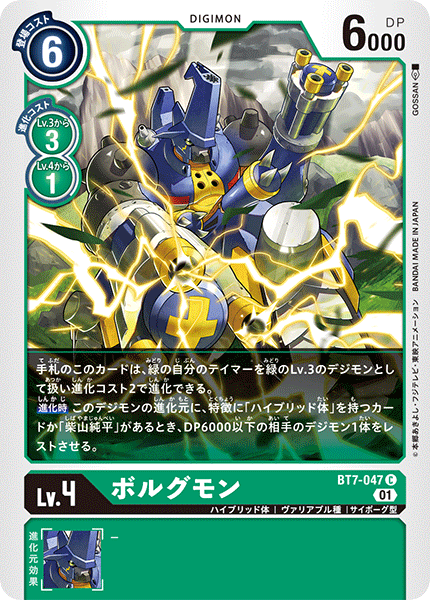 登場コスト
6
DIGIMON
DP
6000
進化コスト
Lv.3から
3
Lv.4から
1
GOSSAN
BANDAI MADE IN JAPAN
©本郷あきよし・フジテレビ・東映アニメーション
手札のこのカードは、緑の自分のテイマーを緑のLv.3のデジモンとして
扱い進化コスト2で進化できる。
進化時 このデジモンの進化元に、特徴に「ハイブリッド体」を持つカー
ドか「柴山純平」があるとき、DP6000以下の相手のデジモン1体をレ
ストさせる。
Lv.4
ボルグモン
BT7-047 C
01
ハイブリッド体 | ヴァリアブル種 | サイボーグ型
進化元効果
–